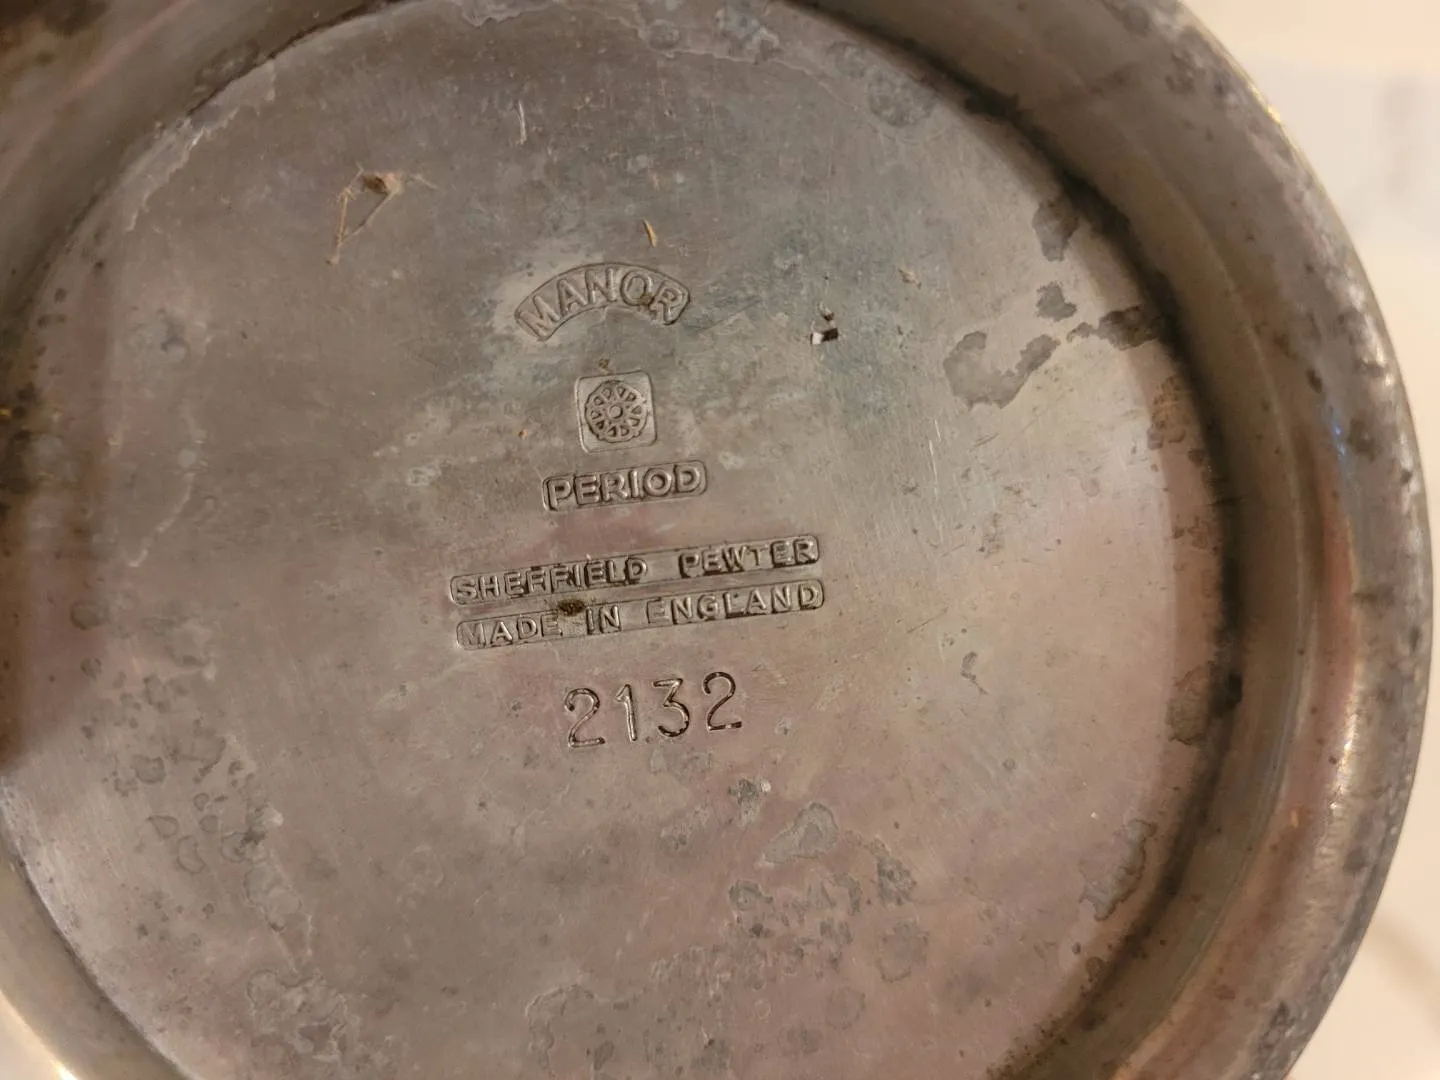 MANOR
PERIOD
SHEFFIELD PEWTER
MADE IN ENGLAND
2132